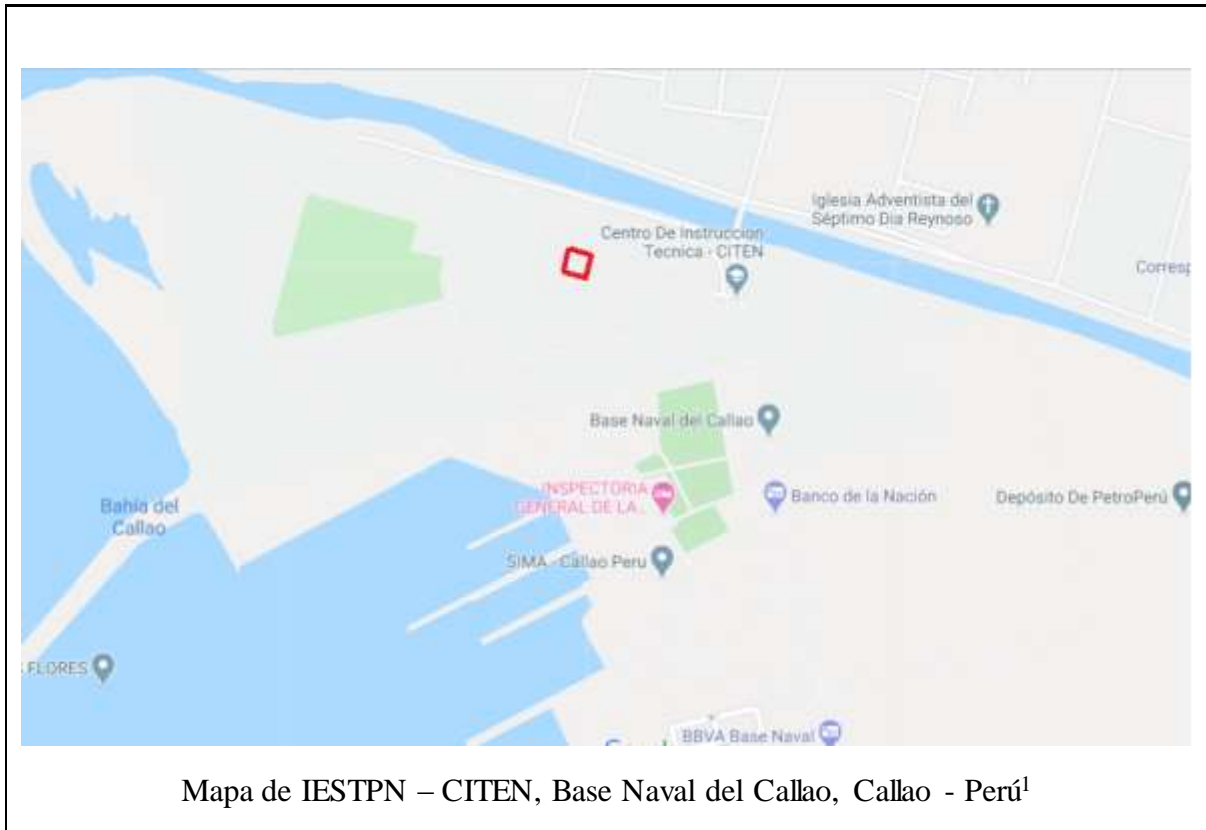 Iglesia Adventista del
Séptimo Dia Reynoso
Centro De Instruccion
Tecnica - CITEN
Corresp
Base Naval del Callao
INSPECTORIA
GENERAL DE LA...
Banco de la Nación
Depósito De PetroPerú
Bahía del
Callao
SIMA - Callao Peru
FLORES
BBVA Base Naval
Mapa de IESTPN – CITEN, Base Naval del Callao, Callao - Perú¹